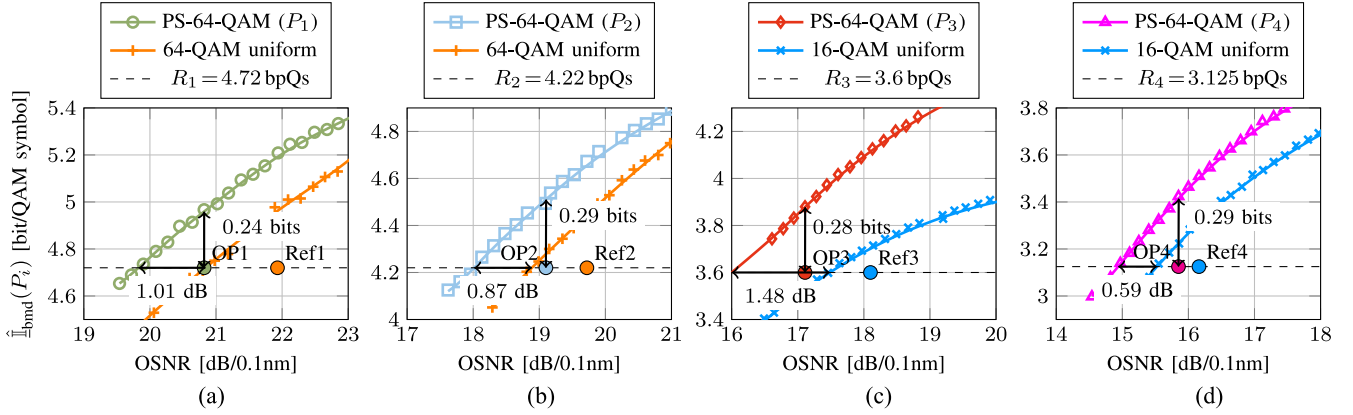 PS-64-QAM (P₁)
64-QAM uniform
R₁ = 4.72 bpQs
PS-64-QAM (P₂)
64-QAM uniform
R₂ = 4.22 bpQs
PS-64-QAM (P₃)
16-QAM uniform
R₃ = 3.6 bpQs
PS-64-QAM (P₄)
16-QAM uniform
R₄ = 3.125 bpQs
𝕀̲̂bmd(Pᵢ) [bit/QAM symbol]
5.4
5.2
5
4.8
4.6
0.24 bits
OP1
Ref1
1.01 dB
19 20 21 22 23
OSNR [dB/0.1nm]
(a)
4.8
4.6
4.4
4.2
4
0.29 bits
OP2
Ref2
0.87 dB
17 18 19 20 21
OSNR [dB/0.1nm]
(b)
4.2
4
3.8
3.6
3.4
0.28 bits
OP3
Ref3
1.48 dB
16 17 18 19 20
OSNR [dB/0.1nm]
(c)
3.8
3.6
3.4
3.2
3
0.29 bits
OP4
Ref4
0.59 dB
14 15 16 17 18
OSNR [dB/0.1nm]
(d)